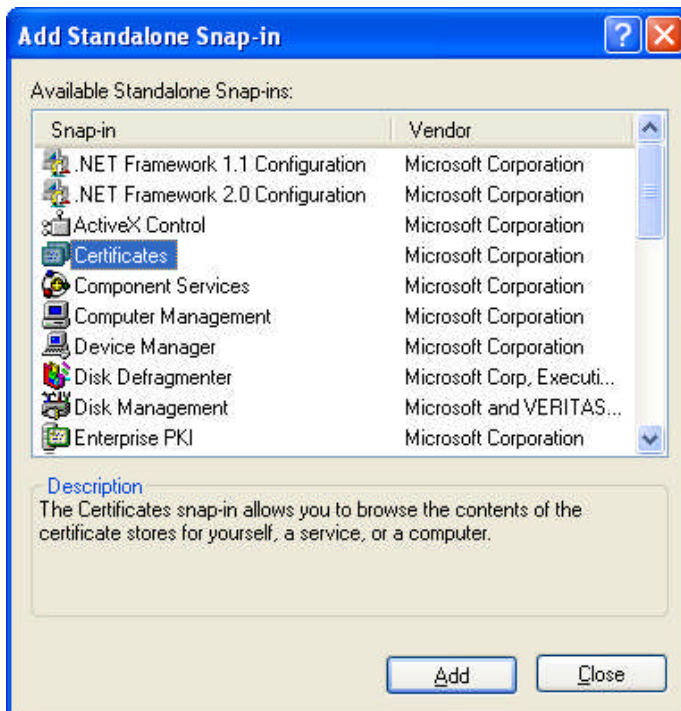 Add Standalone Snap-in
Available Standalone Snap-ins:
Snap-in Vendor
.NET Framework 1.1 Configuration Microsoft Corporation
.NET Framework 2.0 Configuration Microsoft Corporation
ActiveX Control Microsoft Corporation
Certificates Microsoft Corporation
Component Services Microsoft Corporation
Computer Management Microsoft Corporation
Device Manager Microsoft Corporation
Disk Defragmenter Microsoft Corp, Executi...
Disk Management Microsoft and VERITAS...
Enterprise PKI Microsoft Corporation
Description
The Certificates snap-in allows you to browse the contents of the
certificate stores for yourself, a service, or a computer.
Add Close